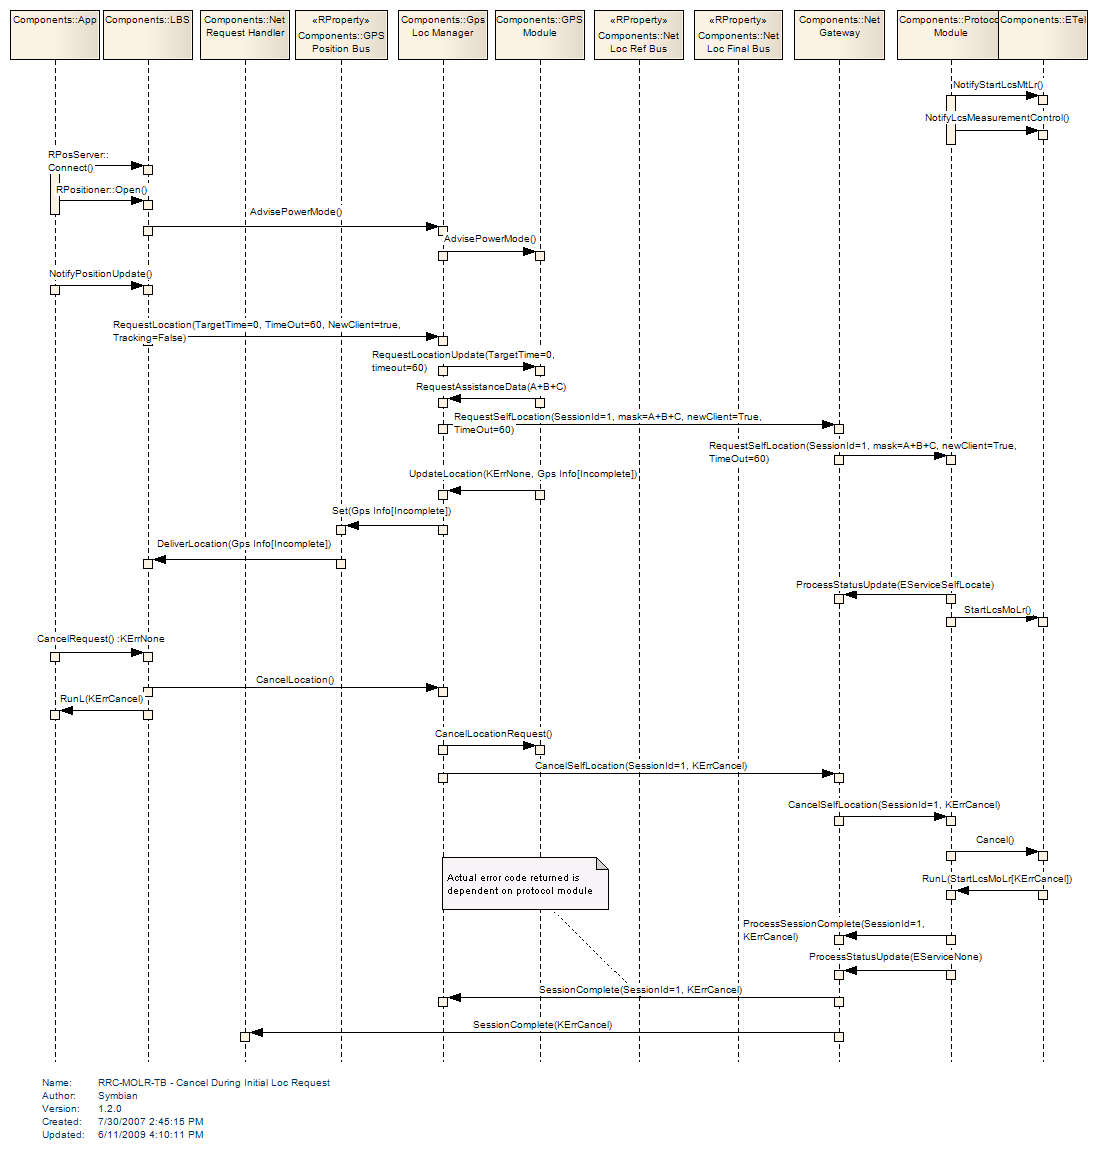 Components::App
Components::LBS
Components::Net
Request Handler
«RProperty»
Components::GPS
Position Bus
Components::Gps
Loc Manager
Components::GPS
Module
«RProperty»
Components::Net
Loc Ref Bus
«RProperty»
Components::Net
Loc Final Bus
Components::Net
Gateway
Components::Protoco
Module
Components::ETel
NotifyStartLcsMtLr()
NotifyLcsMeasurementControl()
RPosServer::
Connect()
RPositioner::Open()
AdvisePowerMode()
AdvisePowerMode()
NotifyPositionUpdate()
RequestLocation(TargetTime=0, TimeOut=60, NewClient=true,
Tracking=False)
RequestLocationUpdate(TargetTime=0,
timeout=60)
RequestAssistanceData(A+B+C)
RequestSelfLocation(SessionId=1, mask=A+B+C, newClient=True,
TimeOut=60)
RequestSelfLocation(SessionId=1, mask=A+B+C, newClient=True,
TimeOut=60)
UpdateLocation(KErrNone, Gps Info[Incomplete])
Set(Gps Info[Incomplete])
DeliverLocation(Gps Info[Incomplete])
ProcessStatusUpdate(EServiceSelfLocate)
StartLcsMoLr()
CancelRequest() :KErrNone
CancelLocation()
RunL(KErrCancel)
CancelLocationRequest()
CancelSelfLocation(SessionId=1, KErrCancel)
CancelSelfLocation(SessionId=1, KErrCancel)
Cancel()
Actual error code returned is
dependent on protocol module
RunL(StartLcsMoLr[KErrCancel])
ProcessSessionComplete(SessionId=1,
KErrCancel)
ProcessStatusUpdate(EServiceNone)
SessionComplete(SessionId=1, KErrCancel)
SessionComplete(KErrCancel)
Name: RRC-MOLR-TB - Cancel During Initial Loc Request
Author: Symbian
Version: 1.2.0
Created: 7/30/2007 2:45:15 PM
Updated: 6/11/2009 4:10:11 PM